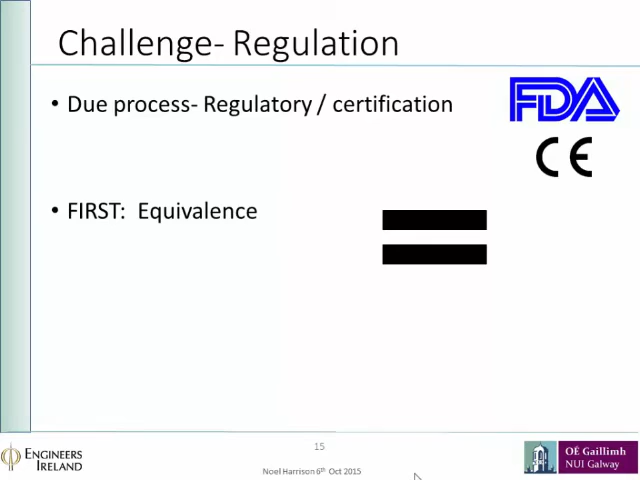 Challenge- Regulation
• Due process- Regulatory / certification
FDA
CE
• FIRST: Equivalence
ENGINEERS
IRELAND
15
Noel Harrison 6th Oct 2015
OÉ Gaillimh
NUI Galway